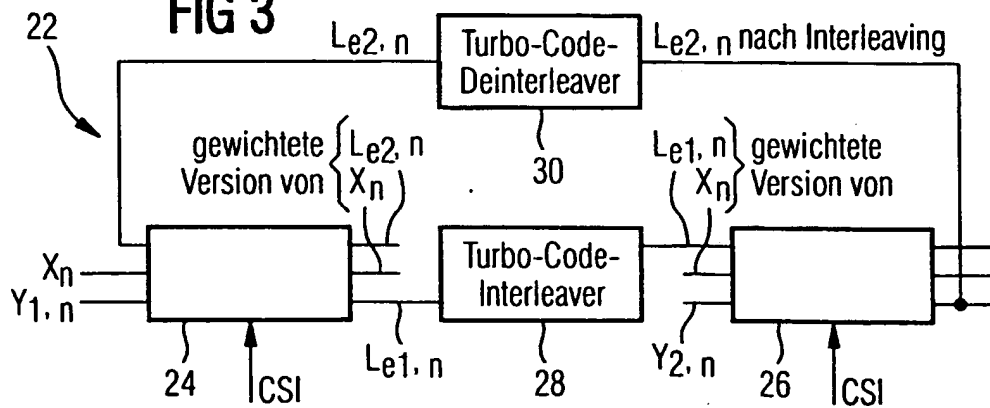 FIG 3
22
Le2, n
Turbo-Code-
Deinterleaver
Le2, n nach Interleaving
30
gewichtete
Version von
Le2, n
Xn
Le1, n
Xn
gewichtete
Version von
Xn
Y1, n
Turbo-Code-
Interleaver
24
CSI
Le1, n
28
Y2, n
26
CSI